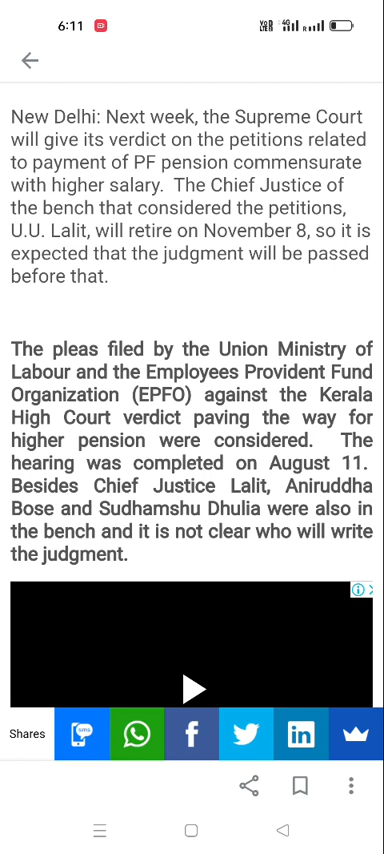 6:11
New Delhi: Next week, the Supreme Court
will give its verdict on the petitions related
to payment of PF pension commensurate
with higher salary.  The Chief Justice of
the bench that considered the petitions,
U.U. Lalit, will retire on November 8, so it is
expected that the judgment will be passed
before that.
The pleas filed by the Union Ministry of
Labour and the Employees Provident Fund
Organization (EPFO) against the Kerala
High Court verdict paving the way for
higher pension were considered.  The
hearing was completed on August 11.
Besides Chief Justice Lalit, Aniruddha
Bose and Sudhamshu Dhulia were also in
the bench and it is not clear who will write
the judgment.
Shares